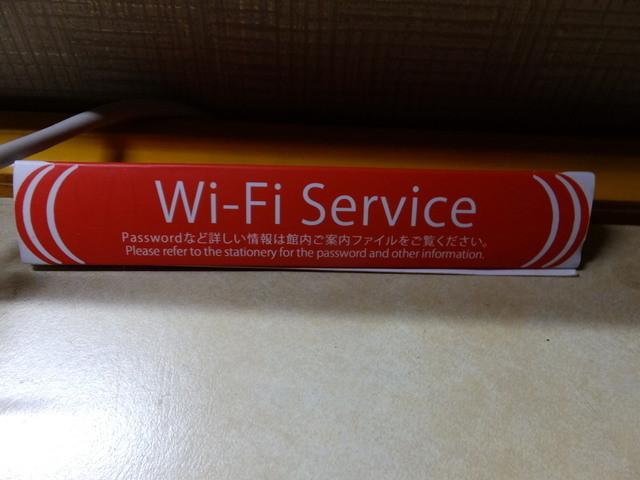 Wi-Fi Service
Passwordなど詳しい情報は館内ご案内ファイルをご覧ください。
Please refer to the stationery for the password and other information.